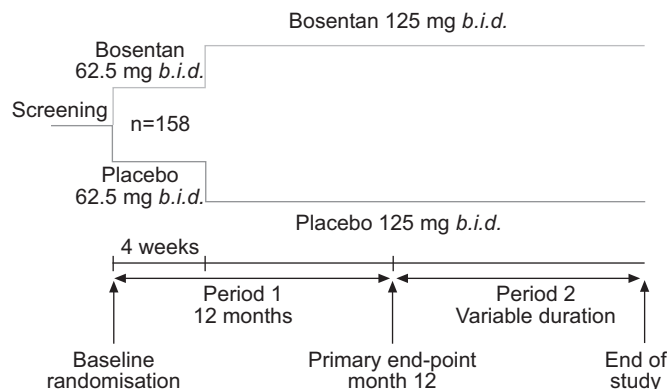 Bosentan 125 mg b.i.d.
Bosentan
62.5 mg b.i.d.
Screening
n=158
Placebo
62.5 mg b.i.d.
Placebo 125 mg b.i.d.
4 weeks
Period 1
12 months
Period 2
Variable duration
Baseline
randomisation
Primary end-point
month 12
End of
study